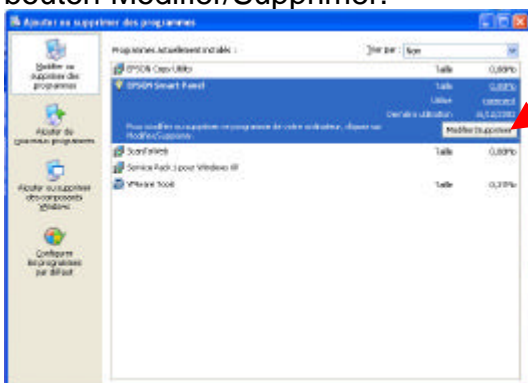 bouton Modifier/Supprimer.
Ajouter ou supprimer des programmes
Modifier ou
supprimer des
programmes
Ajouter de
nouveaux programmes
Ajouter ou supprimer
des composants
Windows
Configurer
les programmes
par défaut
Programmes actuellement installés :
Trier par : Nom
EPSON Copy Utility
Taille
EPSON Smart Panel
Taille
Utilisé
rarement
Dernière utilisation
Pour modifier ou supprimer ce programme de votre ordinateur, cliquez sur
Modifier/Supprimer.
Modifier/Supprimer
ScanToWeb
Taille
Service Pack 1 pour Windows XP
VMware Tools
Taille